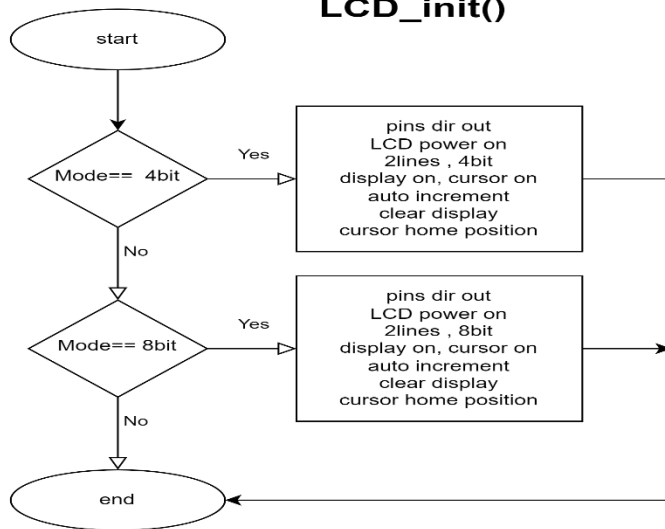 LCD_init()
start
Mode==  4bit
Yes
pins dir out
LCD power on
2lines , 4bit
display on, cursor on
auto increment
clear display
cursor home position
No
Mode== 8bit
Yes
pins dir out
LCD power on
2lines , 8bit
display on, cursor on
auto increment
clear display
cursor home position
No
end